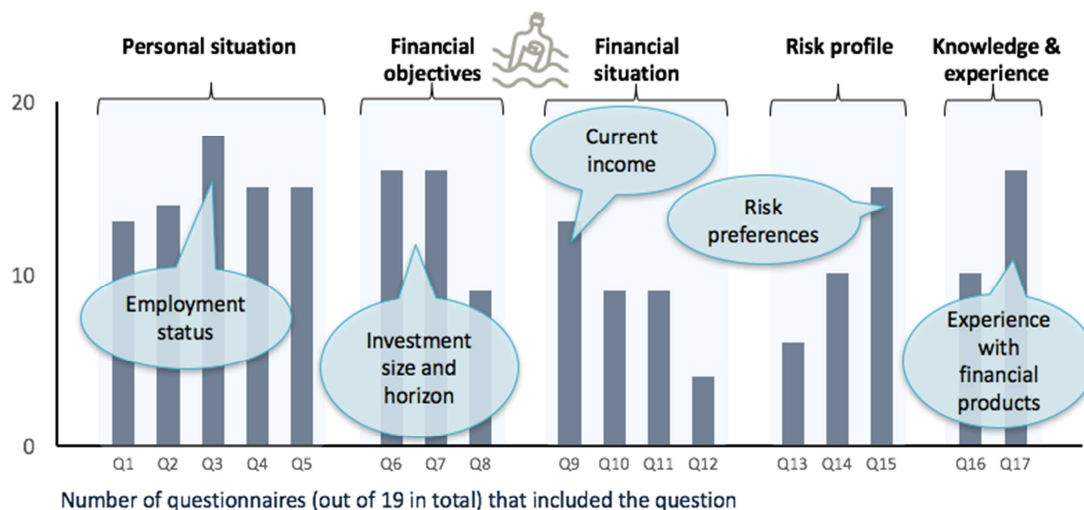 Personal situation
Financial
objectives
Financial
situation
Risk profile
Knowledge &
experience
20
10
0
Employment
status
Investment
size and
horizon
Current
income
Risk
preferences
Experience
with
financial
products
Q1 Q2 Q3 Q4 Q5 Q6 Q7 Q8 Q9 Q10 Q11 Q12 Q13 Q14 Q15 Q16 Q17
Number of questionnaires (out of 19 in total) that included the question